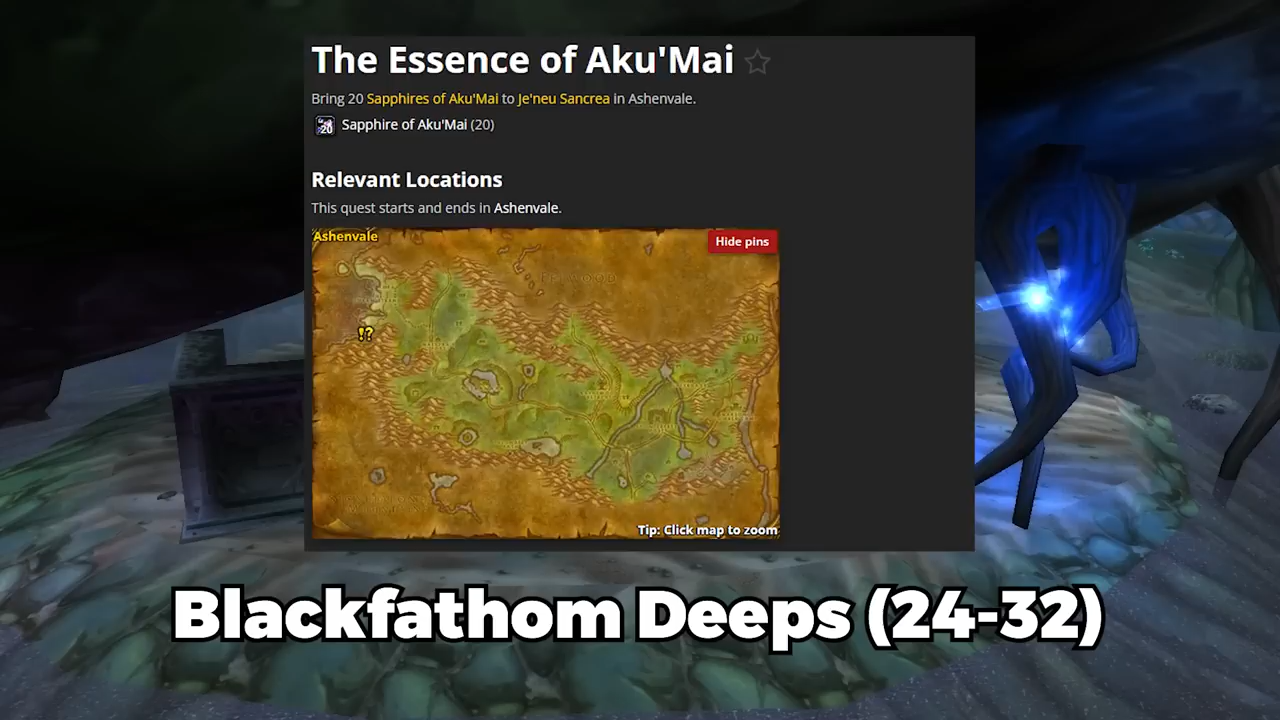 The Essence of Aku'Mai
Bring 20 Sapphires of Aku'Mai to Je'neu Sancrea in Ashenvale.
20 Sapphire of Aku'Mai (20)
Relevant Locations
This quest starts and ends in Ashenvale.
Ashenvale
Hide pins
!?
Tip: Click map to zoom
Blackfathom Deeps (24-32)